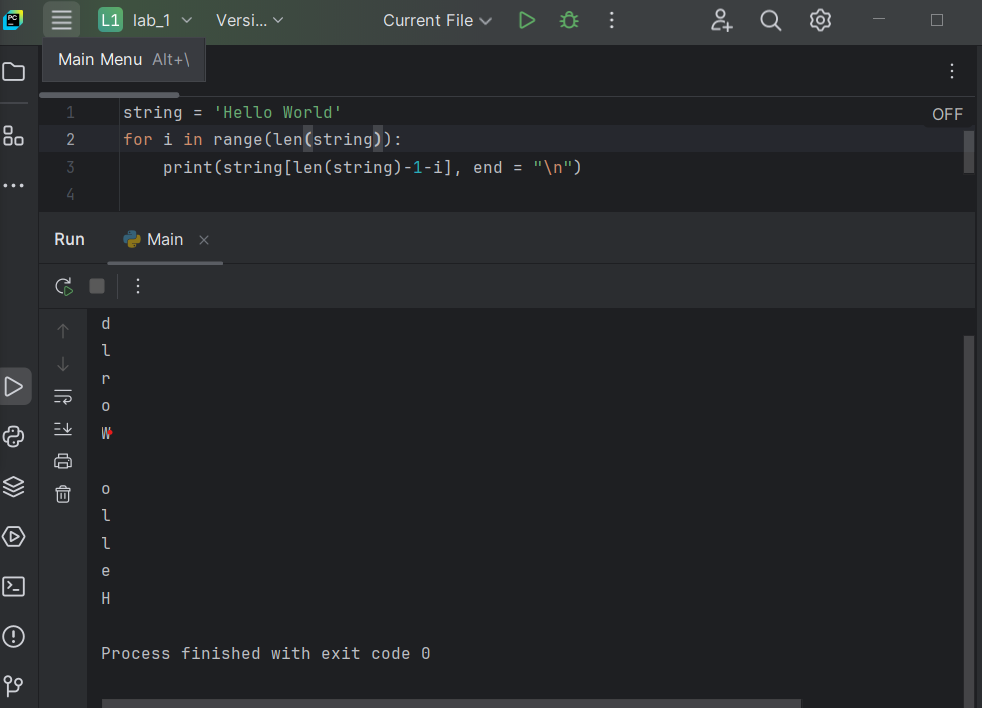 PC
L1 lab_1 Versi... Current File
Main Menu Alt+\
1 string = 'Hello World'
OFF
2 for i in range(len(string)):
3     print(string[len(string)-1-i], end = "\n")
4
Run Main
d
l
r
o
W
o
l
l
e
H
Process finished with exit code 0